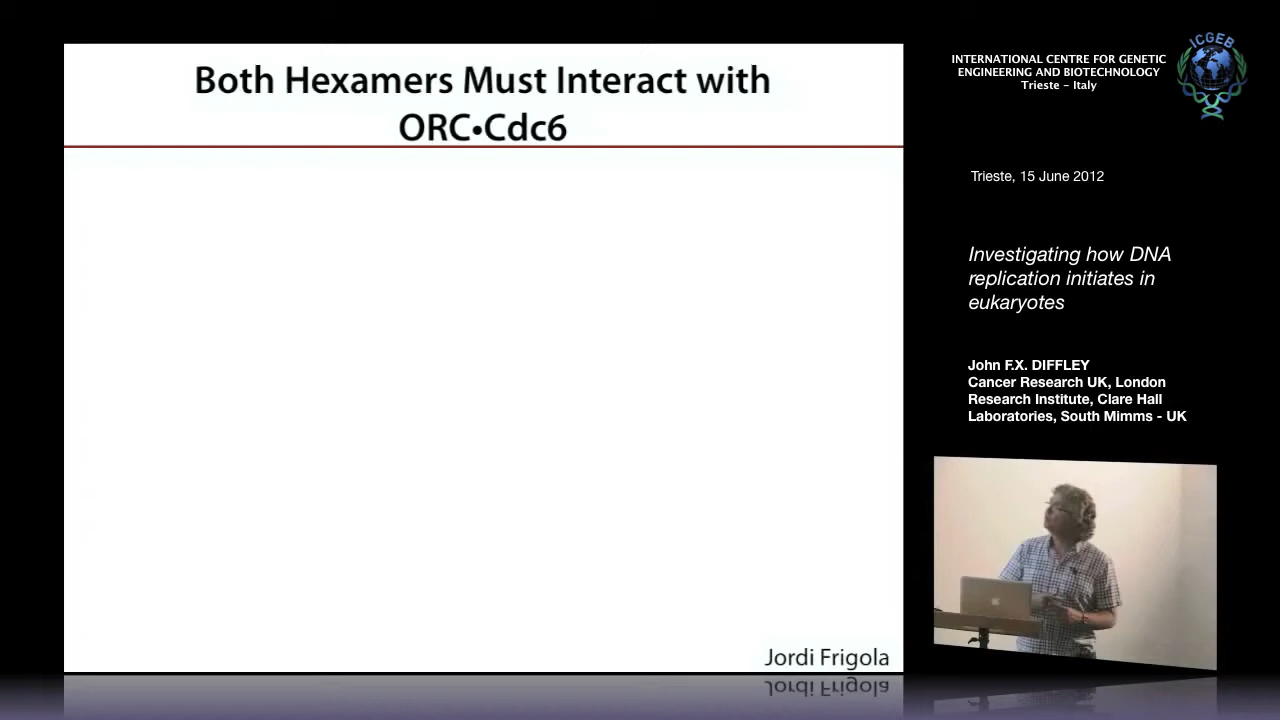 Both Hexamers Must Interact with
ORC•Cdc6
Jordi Frigola
INTERNATIONAL CENTRE FOR GENETIC
ENGINEERING AND BIOTECHNOLOGY
Trieste – Italy
ICGEB
Trieste, 15 June 2012
Investigating how DNA
replication initiates in
eukaryotes
John F.X. DIFFLEY
Cancer Research UK, London
Research Institute, Clare Hall
Laboratories, South Mimms - UK